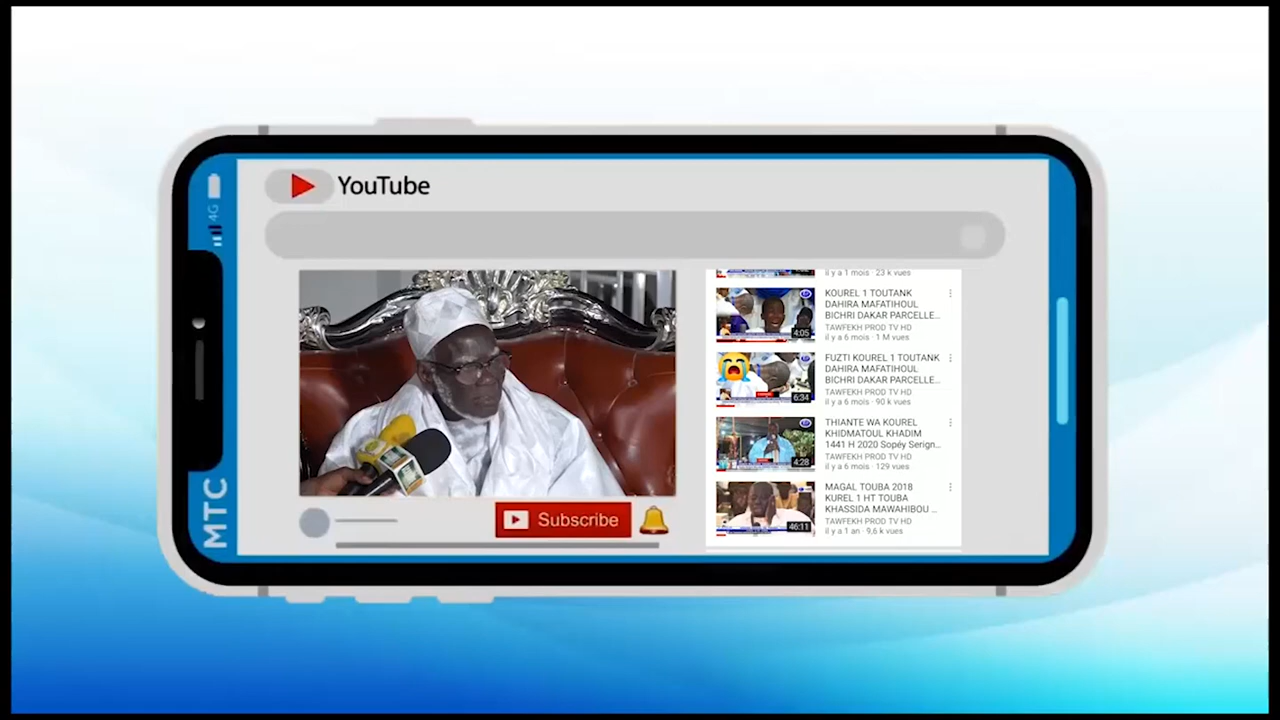 YouTube
4G
MTC
Subscribe
il y a 1 mois · 23 k vues
KOUREL 1 TOUTANK
DAHIRA MAFATIHOUL
BICHRI DAKAR PARCELLE...
TAWFEKH PROD TV HD
il y a 6 mois · 1 M vues
4:05
FUZTI KOUREL 1 TOUTANK
DAHIRA MAFATIHOUL
BICHRI DAKAR PARCELLE...
TAWFEKH PROD TV HD
il y a 6 mois · 90 k vues
6:34
THIANTE WA KOUREL
KHIDMATOUL KHADIM
1441 H 2020 Sopéy Serign...
TAWFEKH PROD TV HD
il y a 6 mois · 129 vues
4:28
MAGAL TOUBA 2018
KUREL 1 HT TOUBA
KHASSIDA MAWAHIBOU ...
TAWFEKH PROD TV HD
il y a 1 an · 9,6 k vues
46:11